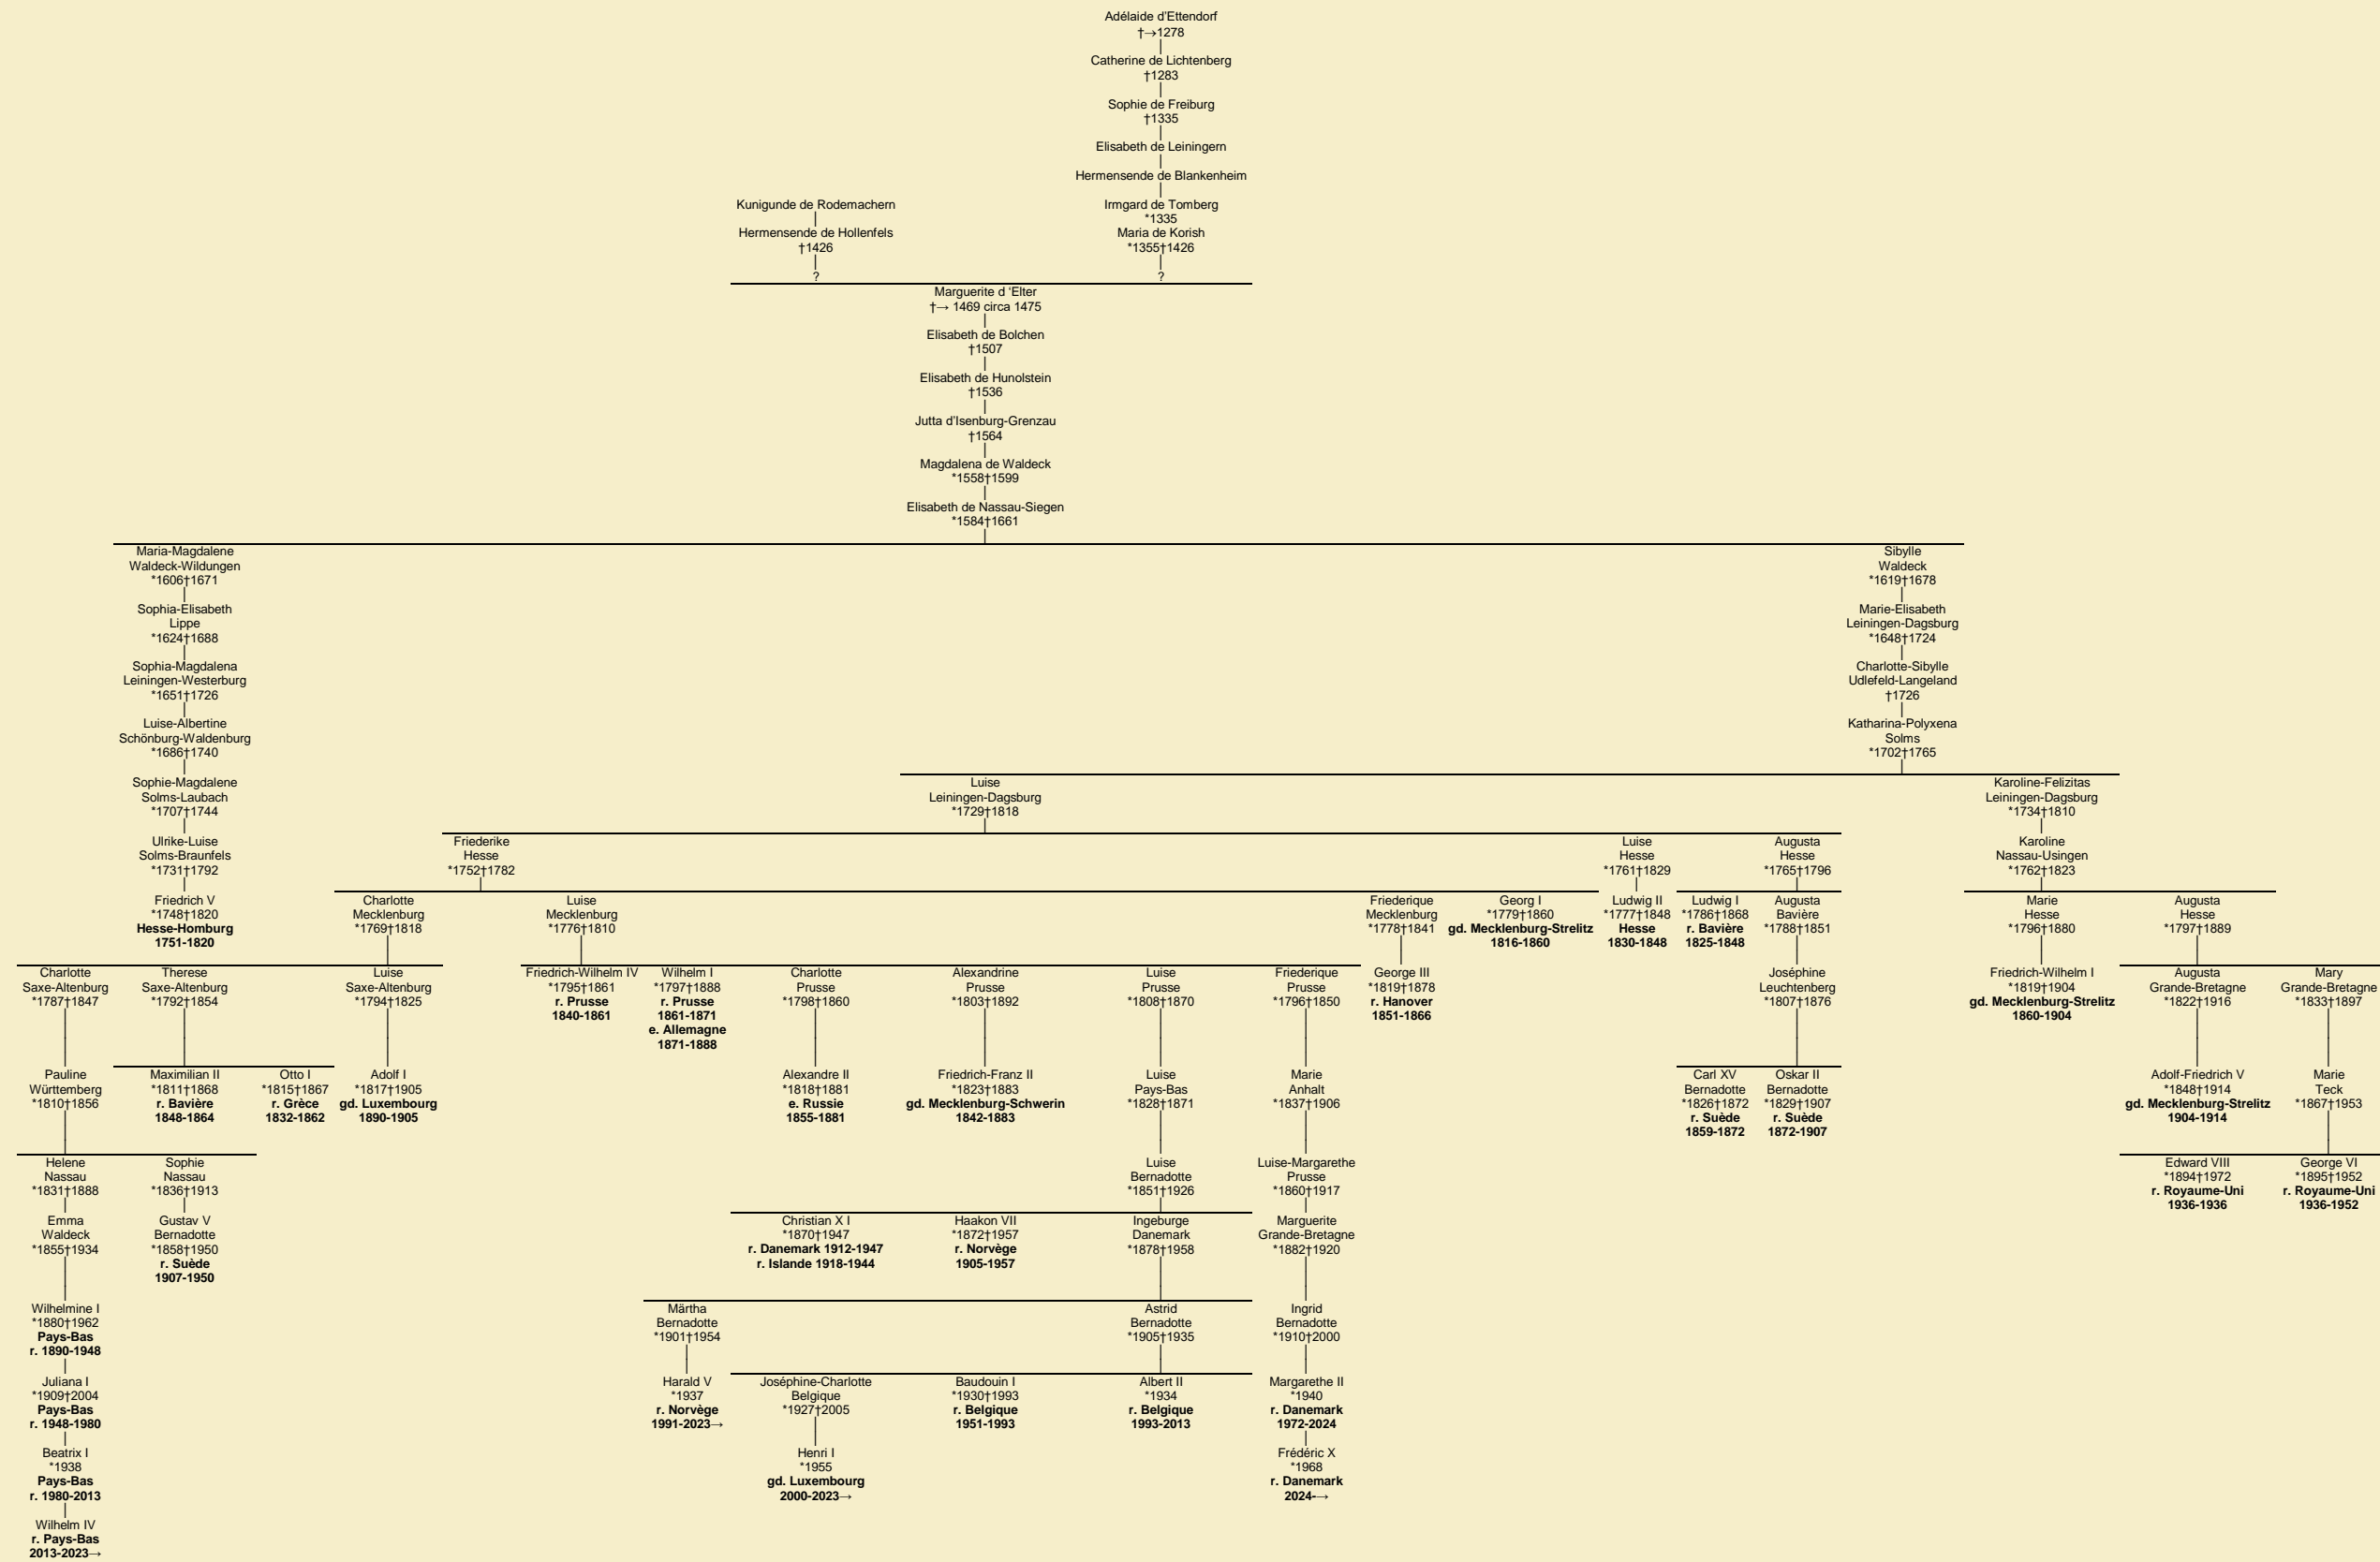 Adélaide d'Ettendorf
†→1278
Catherine de Lichtenberg
†1283
Sophie de Freiburg
†1335
Elisabeth de Leiningern
Hermensende de Blankenheim
Kunigunde de Rodemachern
Irmgard de Tomberg
*1335
Hermensende de Hollenfels
†1426
Maria de Korish
*1355†1426
?
?
Marguerite d 'Elter
†→ 1469 circa 1475
Elisabeth de Bolchen
†1507
Elisabeth de Hunolstein
†1536
Jutta d'Isenburg-Grenzau
†1564
Magdalena de Waldeck
*1558†1599
Elisabeth de Nassau-Siegen
*1584†1661
Maria-Magdalene
Waldeck-Wildungen
*1606†1671
Sibylle
Waldeck
*1619†1678
Sophia-Elisabeth
Lippe
*1624†1688
Marie-Elisabeth
Leiningen-Dagsburg
*1648†1724
Sophia-Magdalena
Leiningen-Westerburg
*1651†1726
Charlotte-Sibylle
Udlefeld-Langeland
†1726
Luise-Albertine
Schönburg-Waldenburg
*1686†1740
Katharina-Polyxena
Solms
*1702†1765
Sophie-Magdalene
Solms-Laubach
*1707†1744
Luise
Leiningen-Dagsburg
*1729†1818
Karoline-Felizitas
Leiningen-Dagsburg
*1734†1810
Ulrike-Luise
Solms-Braunfels
*1731†1792
Friederike
Hesse
*1752†1782
Luise
Hesse
*1761†1829
Augusta
Hesse
*1765†1796
Karoline
Nassau-Usingen
*1762†1823
Friedrich V
*1748†1820
Hesse-Homburg
1751-1820
Charlotte
Mecklenburg
*1769†1818
Luise
Mecklenburg
*1776†1810
Friederique
Mecklenburg
*1778†1841
Georg I
*1779†1860
gd. Mecklenburg-Strelitz
1816-1860
Ludwig II
*1777†1848
Hesse
1830-1848
Ludwig I
*1786†1868
r. Bavière
1825-1848
Augusta
Bavière
*1788†1851
Marie
Hesse
*1796†1880
Augusta
Hesse
*1797†1889
Charlotte
Saxe-Altenburg
*1787†1847
Therese
Saxe-Altenburg
*1792†1854
Luise
Saxe-Altenburg
*1794†1825
Friedrich-Wilhelm IV
*1795†1861
r. Prusse
1840-1861
Wilhelm I
*1797†1888
r. Prusse
1861-1871
e. Allemagne
1871-1888
Charlotte
Prusse
*1798†1860
Alexandrine
Prusse
*1803†1892
Luise
Prusse
*1808†1870
Friederique
Prusse
*1796†1850
George III
*1819†1878
r. Hanover
1851-1866
Joséphine
Leuchtenberg
*1807†1876
Friedrich-Wilhelm I
*1819†1904
gd. Mecklenburg-Strelitz
1860-1904
Augusta
Grande-Bretagne
*1822†1916
Mary
Grande-Bretagne
*1833†1897
Pauline
Württemberg
*1810†1856
Maximilian II
*1811†1868
r. Bavière
1848-1864
Otto I
*1815†1867
r. Grèce
1832-1862
Adolf I
*1817†1905
gd. Luxembourg
1890-1905
Alexandre II
*1818†1881
e. Russie
1855-1881
Friedrich-Franz II
*1823†1883
gd. Mecklenburg-Schwerin
1842-1883
Luise
Pays-Bas
*1828†1871
Marie
Anhalt
*1837†1906
Carl XV
Bernadotte
*1826†1872
r. Suède
1859-1872
Oskar II
Bernadotte
*1829†1907
r. Suède
1872-1907
Adolf-Friedrich V
*1848†1914
gd. Mecklenburg-Strelitz
1904-1914
Marie
Teck
*1867†1953
Helene
Nassau
*1831†1888
Sophie
Nassau
*1836†1913
Luise
Bernadotte
*1851†1926
Luise-Margarethe
Prusse
*1860†1917
Edward VIII
*1894†1972
r. Royaume-Uni
1936-1936
George VI
*1895†1952
r. Royaume-Uni
1936-1952
Emma
Waldeck
*1855†1934
Gustav V
Bernadotte
*1858†1950
r. Suède
1907-1950
Christian X I
*1870†1947
r. Danemark 1912-1947
r. Islande 1918-1944
Haakon VII
*1872†1957
r. Norvège
1905-1957
Ingeburge
Danemark
*1878†1958
Marguerite
Grande-Bretagne
*1882†1920
Wilhelmine I
*1880†1962
Pays-Bas
r. 1890-1948
Märtha
Bernadotte
*1901†1954
Astrid
Bernadotte
*1905†1935
Ingrid
Bernadotte
*1910†2000
Juliana I
*1909†2004
Pays-Bas
r. 1948-1980
Harald V
*1937
r. Norvège
1991-2023→
Joséphine-Charlotte
Belgique
*1927†2005
Baudouin I
*1930†1993
r. Belgique
1951-1993
Albert II
*1934
r. Belgique
1993-2013
Margarethe II
*1940
r. Danemark
1972-2024
Beatrix I
*1938
Pays-Bas
r. 1980-2013
Henri I
*1955
gd. Luxembourg
2000-2023→
Frédéric X
*1968
r. Danemark
2024-→
Wilhelm IV
r. Pays-Bas
2013-2023→